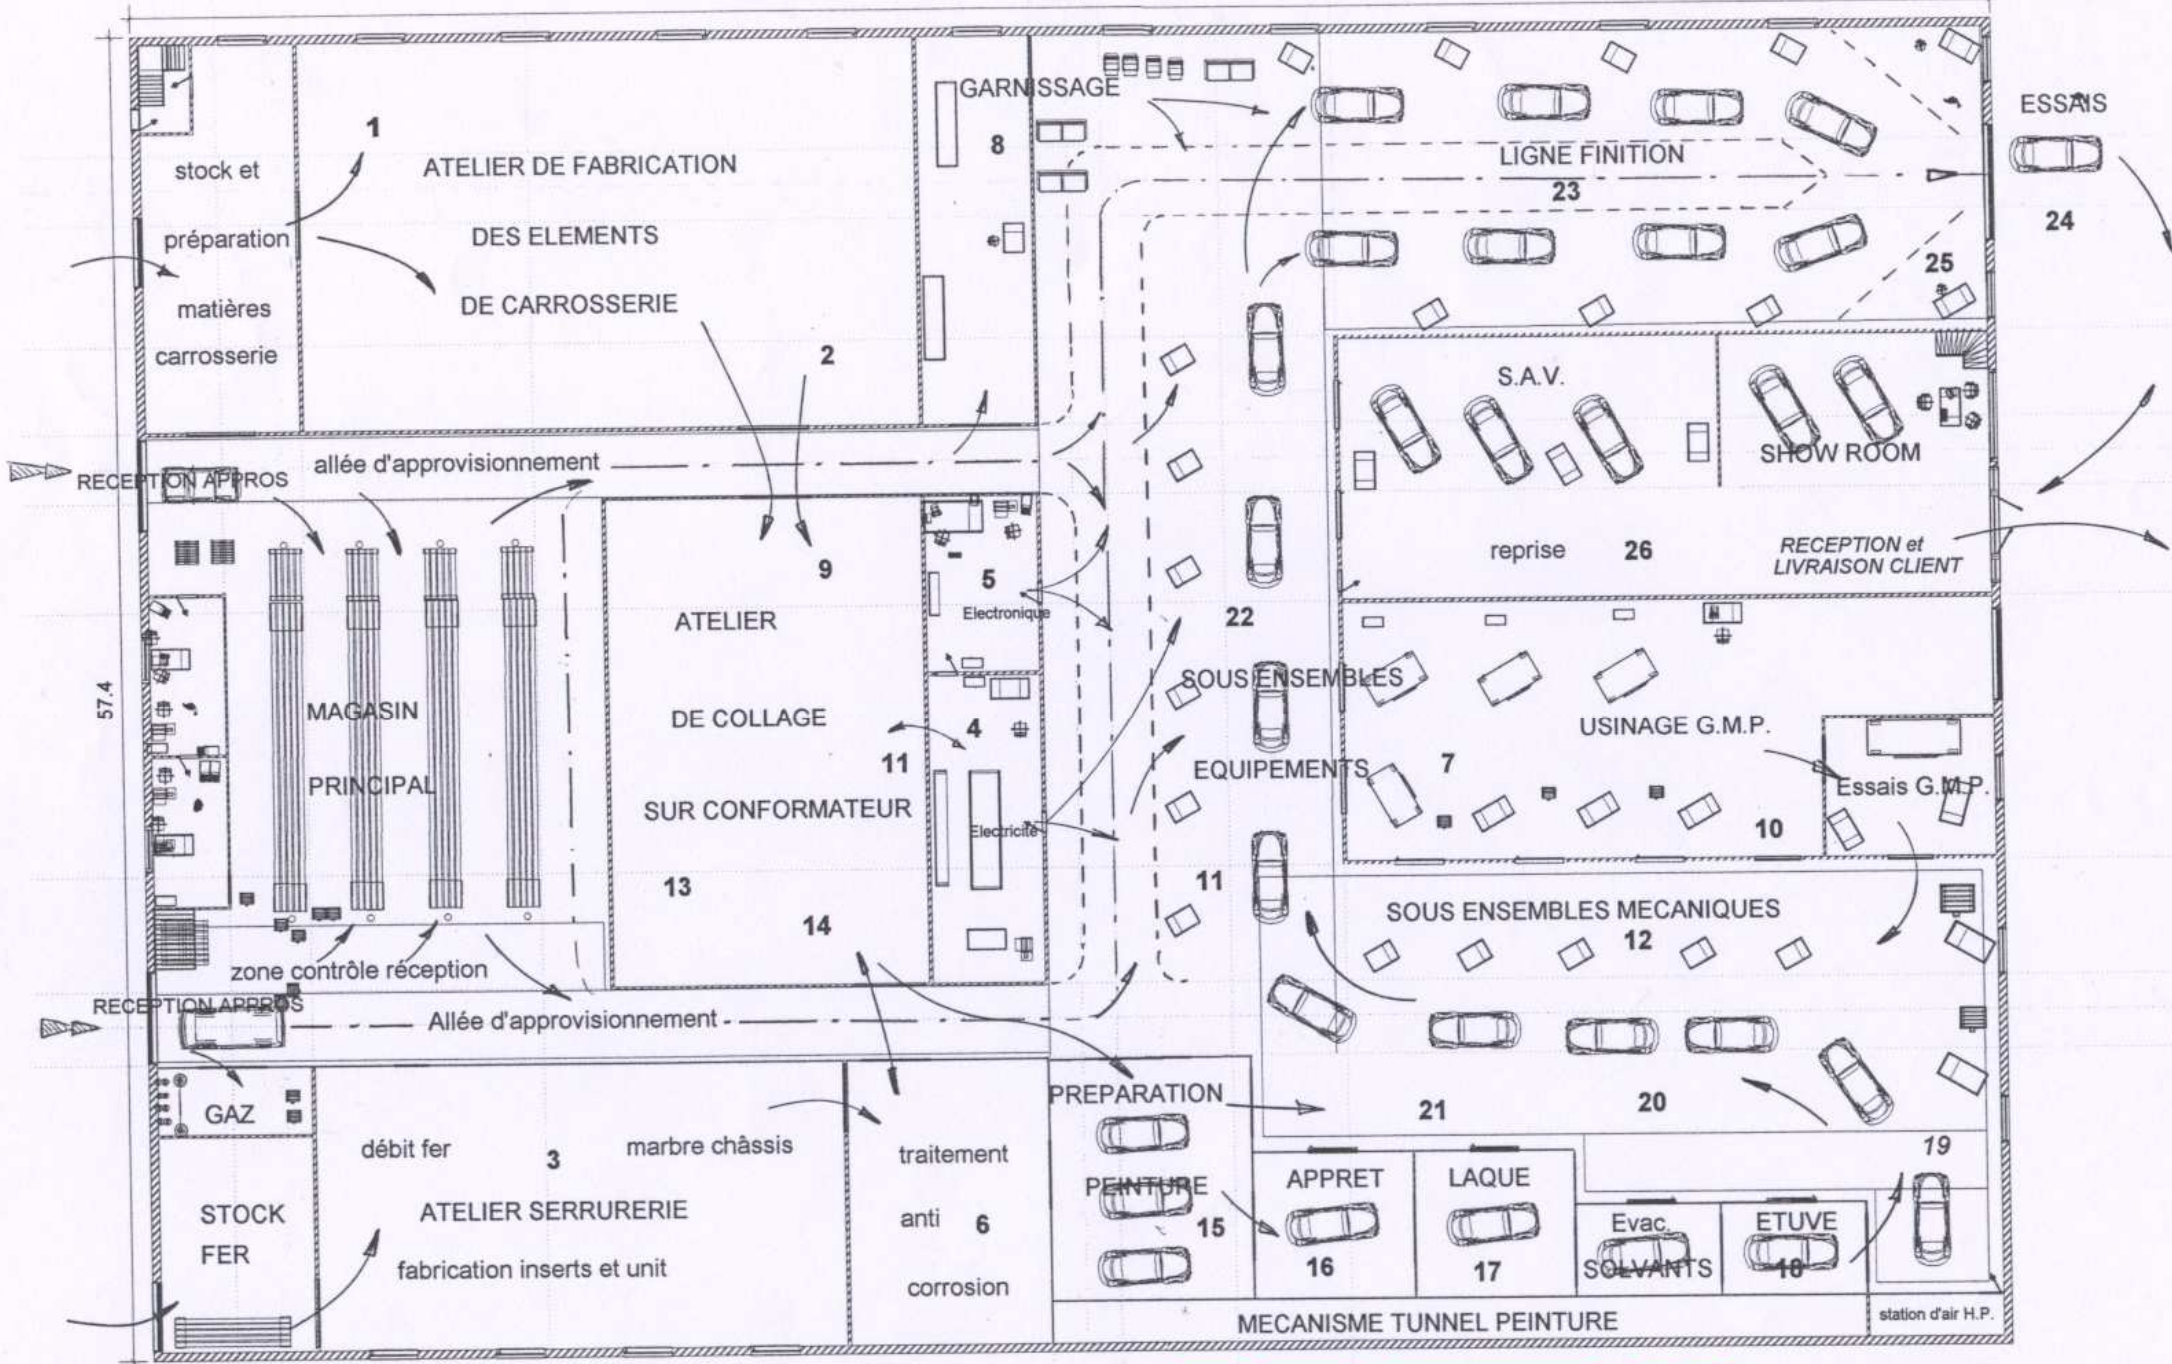 1
stock et
préparation
matières
carrosserie
ATELIER DE FABRICATION
DES ELEMENTS
DE CARROSSERIE
2
GARNISSAGE
8
LIGNE FINITION
23
ESSAIS
24
25
RECEPTION APPROS
allée d'approvisionnement
S.A.V.
SHOW ROOM
reprise
26
RECEPTION et
LIVRAISON CLIENT
57.4
MAGASIN
PRINCIPAL
9
ATELIER
DE COLLAGE
11
SUR CONFORMATEUR
13
14
5
Electronique
4
Electricité
22
SOUS ENSEMBLES
EQUIPEMENTS
11
USINAGE G.M.P.
7
Essais G.M.P.
10
SOUS ENSEMBLES MECANIQUES
12
zone contrôle réception
RECEPTION APPROS
Allée d'approvisionnement
21
20
19
GAZ
STOCK
FER
débit fer
3
marbre châssis
ATELIER SERRURERIE
fabrication inserts et unit
traitement
anti
6
corrosion
PREPARATION
PEINTURE
15
APPRET
16
LAQUE
17
Evac.
SOLVANTS
ETUVE
18
MECANISME TUNNEL PEINTURE
station d'air H.P.